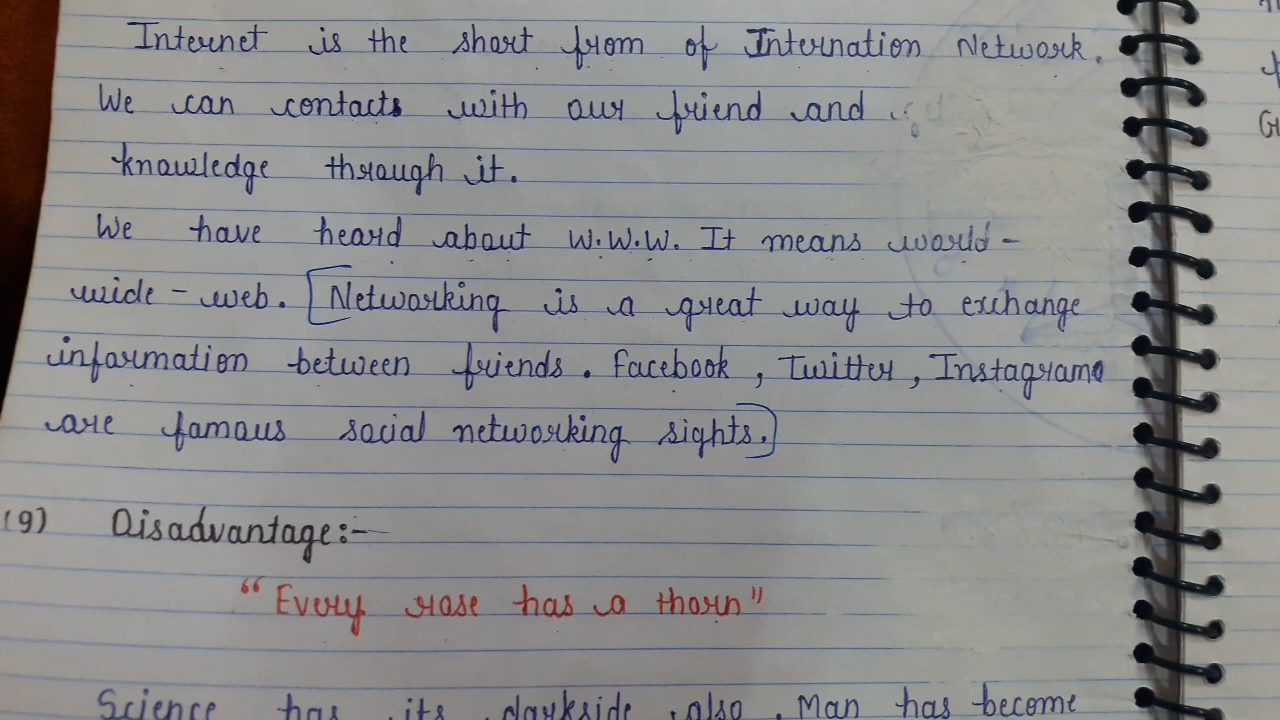 Internet is the short from of Internation Network.
We can contacts with our friend and
knowledge through it.
We have heard about W.W.W. It means world-
wide-web. [Networking is a great way to exchange
information between friends. Facebook, Twitter, Instagram
are famous social networking sights.]
(9) Disadvantage:-
"Every rose has a thorn"
Science has its darkside also. Man has become